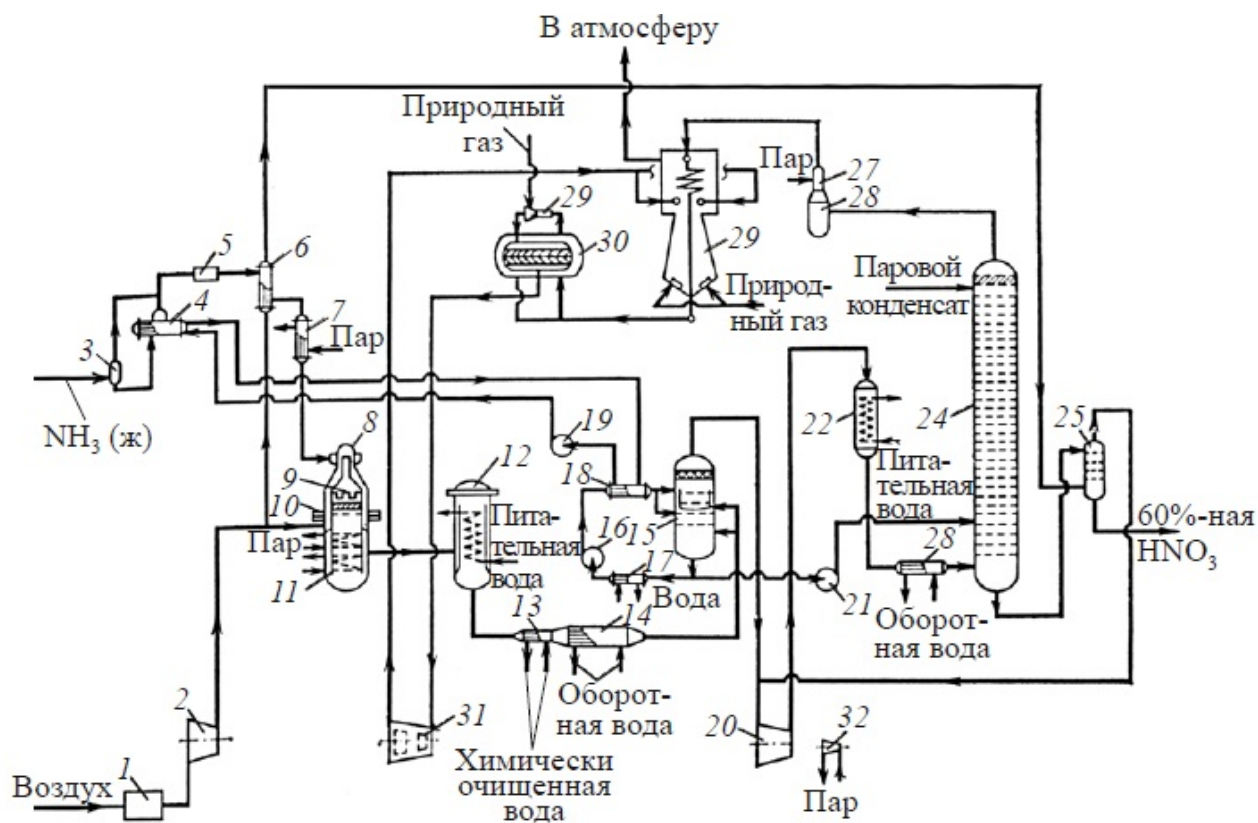 В атмосферу
Природный
газ
Пар
27
28
29
30
29
5
6
4
7
Пар
3
NH₃ (ж)
Природ-
ный газ
Паровой
конденсат
22
24
25
8
9
10
Пар
11
12
Пита-
тельная
вода
19
18
15
16
17
Вода
Пита-
тельная
вода
21
28
Оборот-
ная вода
60%-ная
HNO₃
13
14
Оборот-
ная вода
2
1
Воздух
31
Химически
очищенная
вода
20
32
Пар